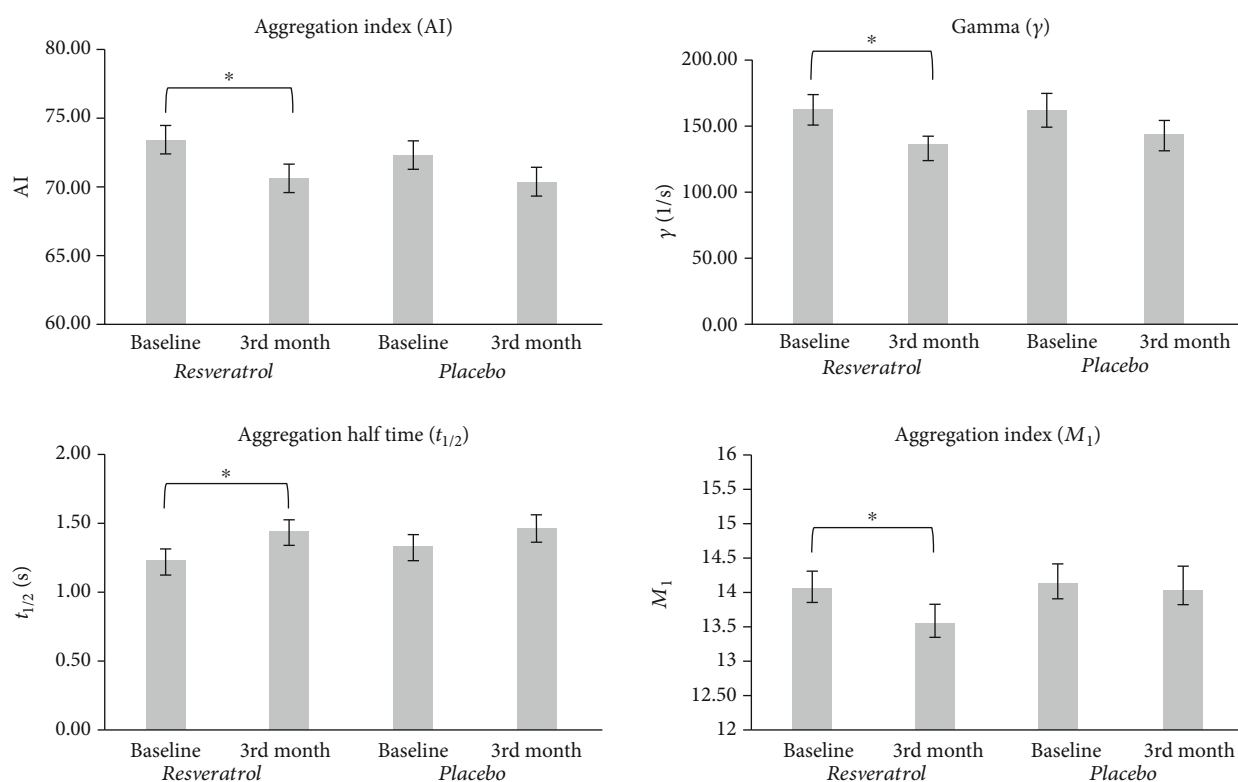 Aggregation index (AI)
80.00
75.00
70.00
65.00
60.00
AI
*
Baseline 3rd month Baseline 3rd month
Resveratrol Placebo
Gamma (γ)
200.00
150.00
100.00
50.00
0.00
γ (1/s)
*
Baseline 3rd month Baseline 3rd month
Resveratrol Placebo
Aggregation half time (t1/2)
2.00
1.50
1.00
0.50
0.00
t1/2 (s)
*
Baseline 3rd month Baseline 3rd month
Resveratrol Placebo
Aggregation index (M1)
16
15.5
15
14.5
14
13.5
13
12.50
12
M1
*
Baseline 3rd month Baseline 3rd month
Resveratrol Placebo